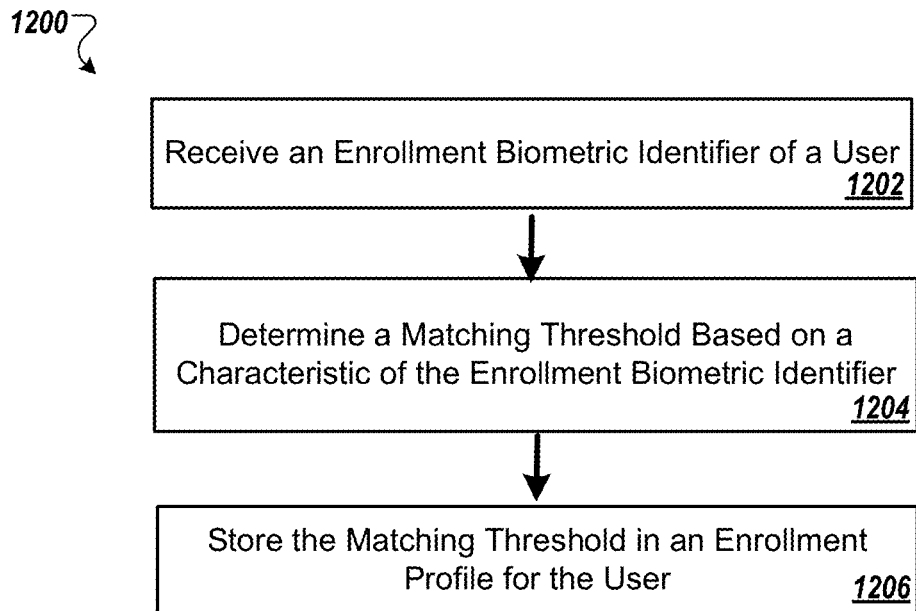 1200
Receive an Enrollment Biometric Identifier of a User
1202
Determine a Matching Threshold Based on a
Characteristic of the Enrollment Biometric Identifier
1204
Store the Matching Threshold in an Enrollment
Profile for the User
1206